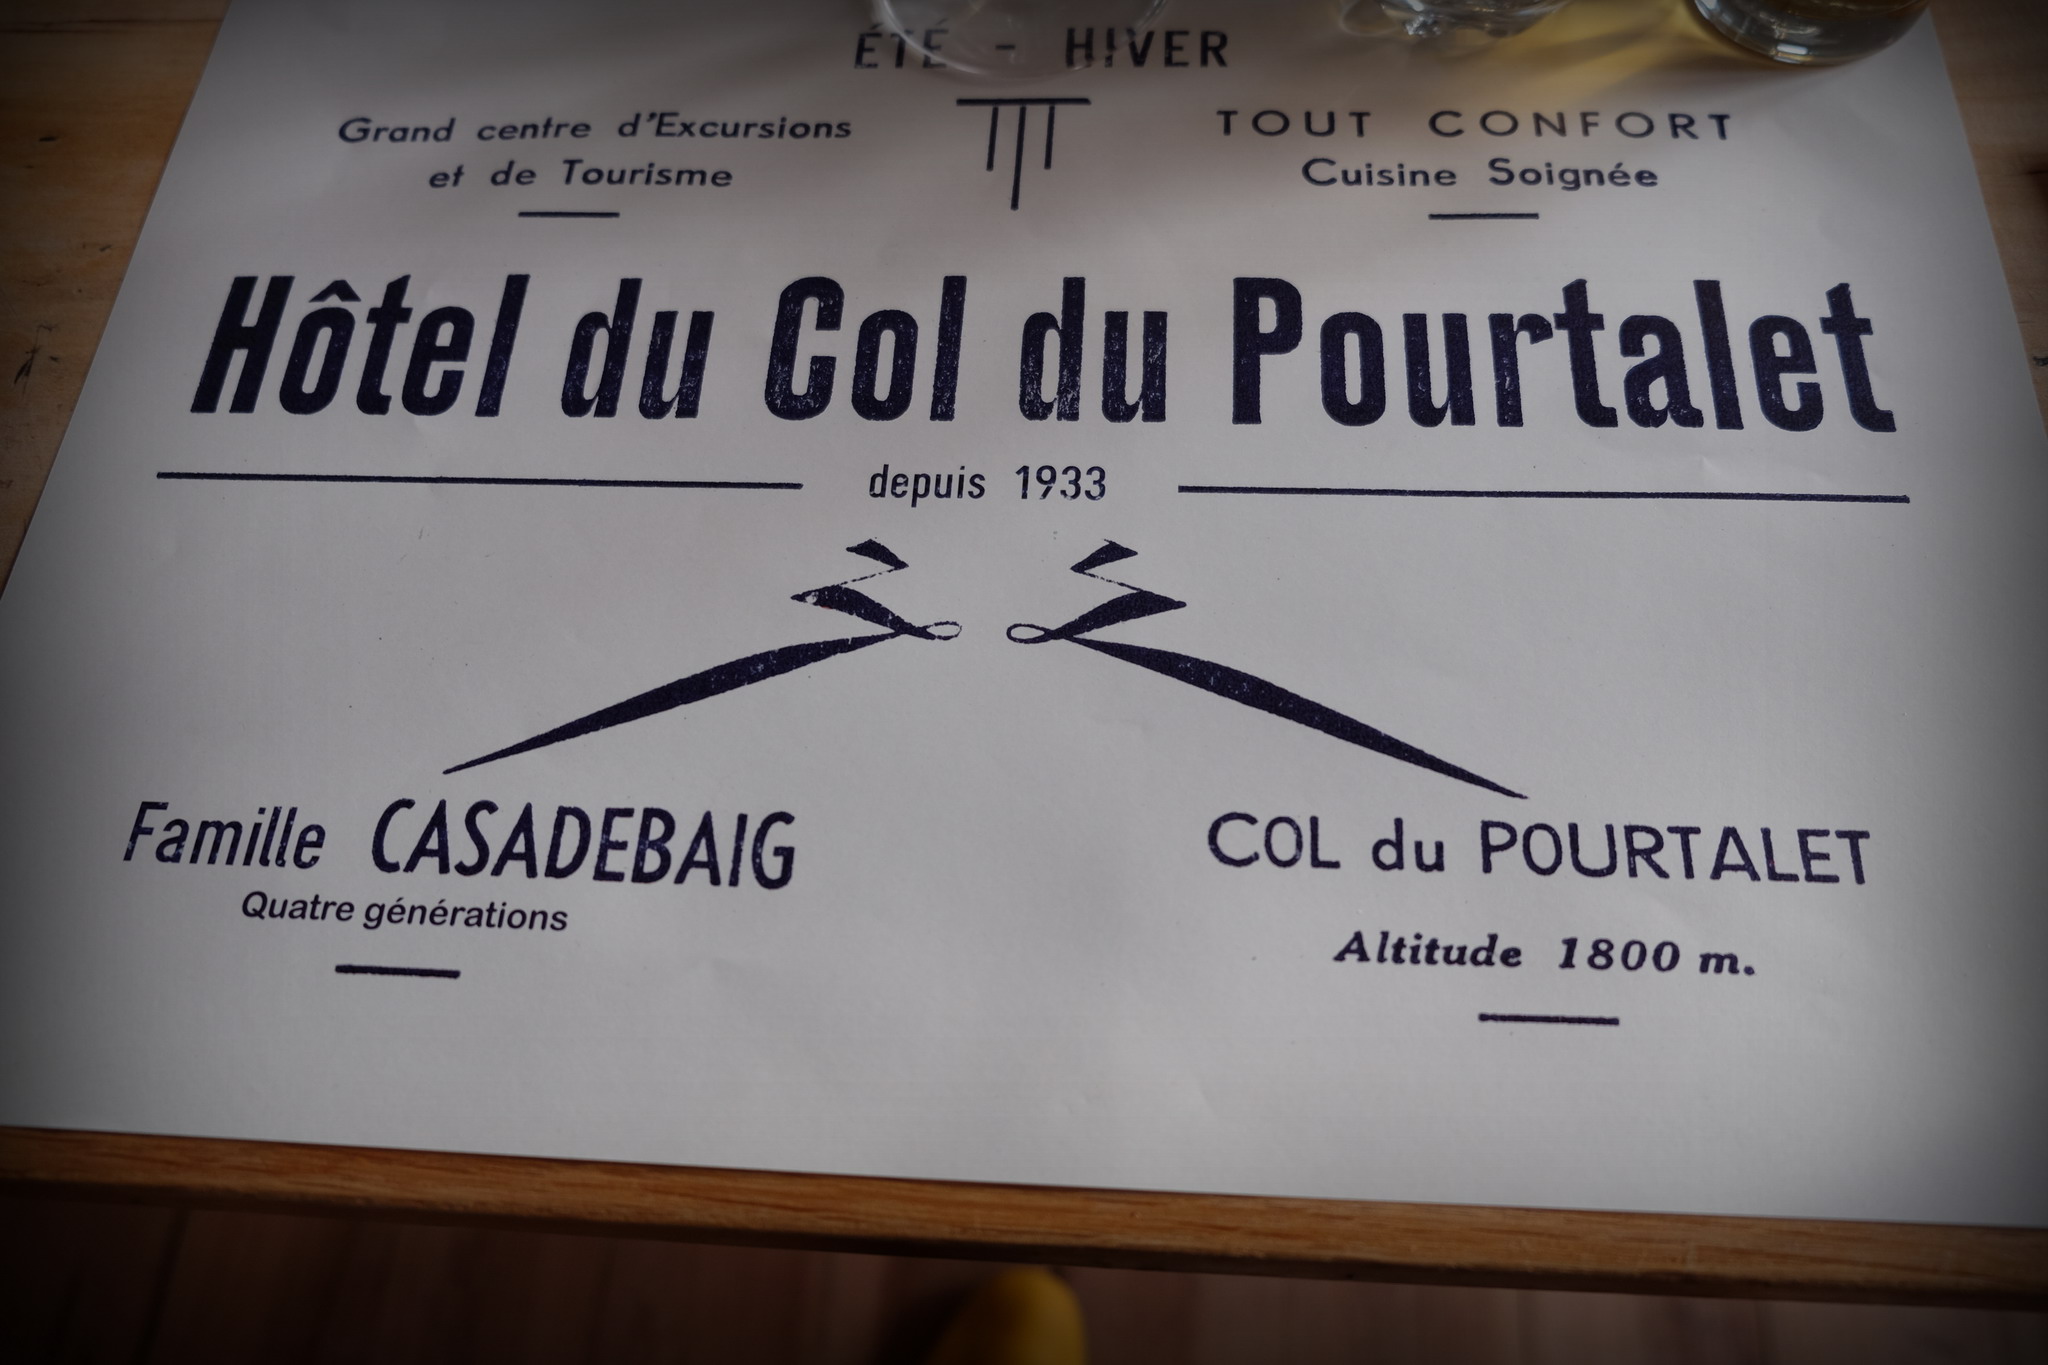 ÉTÉ - HIVER
Grand centre d'Excursions
et de Tourisme
TOUT CONFORT
Cuisine Soignée
Hôtel du Col du Pourtalet
depuis 1933
Famille CASADEBAIG
Quatre générations
COL du POURTALET
Altitude 1800 m.